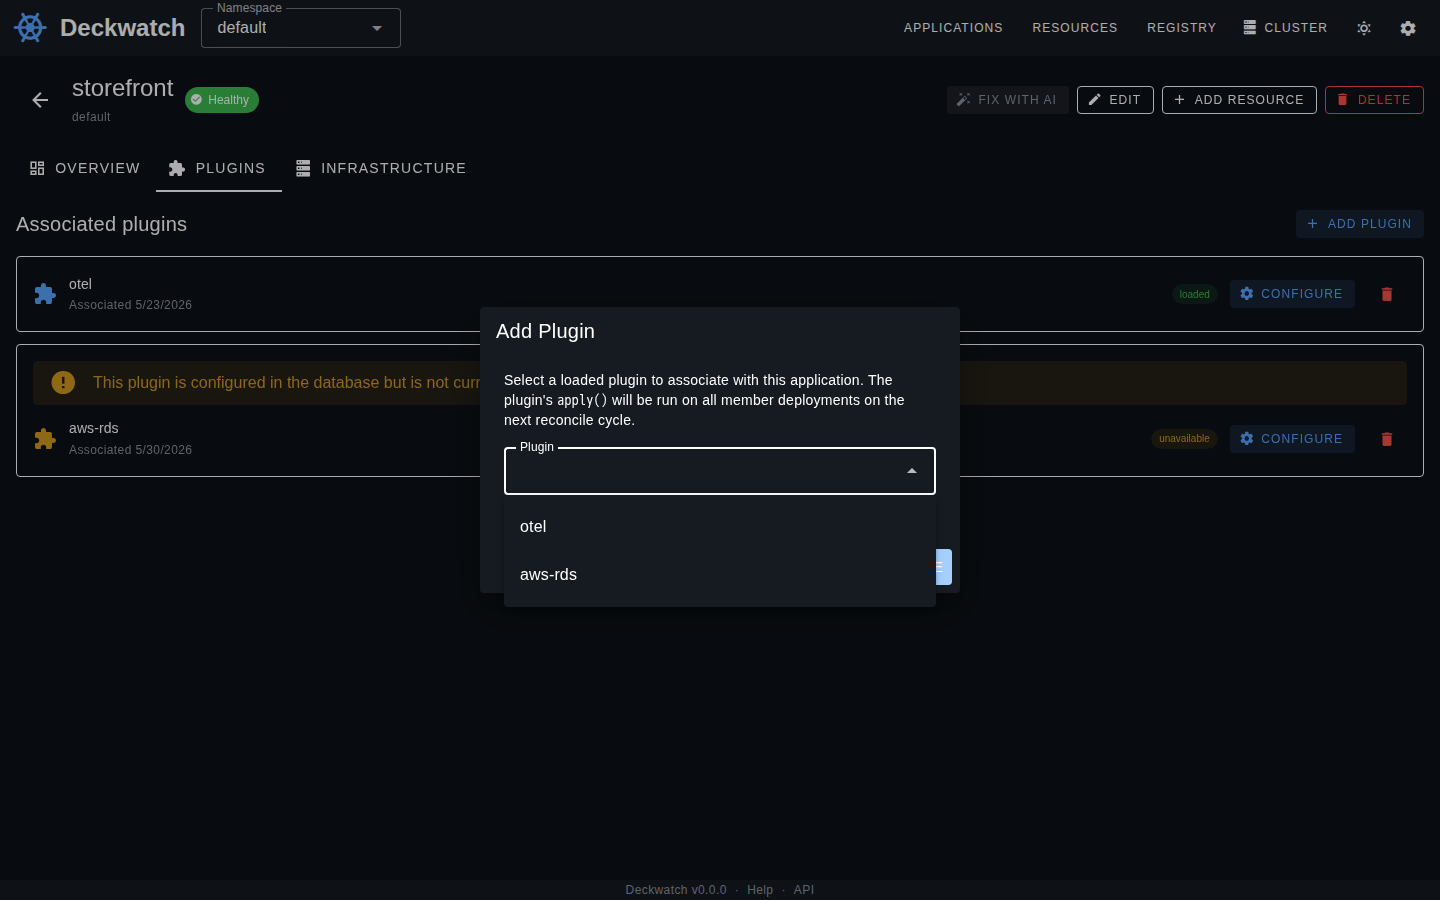 Deckwatch
Namespace
default
APPLICATIONS
RESOURCES
REGISTRY
CLUSTER
storefront
Healthy
default
FIX WITH AI
EDIT
ADD RESOURCE
DELETE
OVERVIEW
PLUGINS
INFRASTRUCTURE
Associated plugins
ADD PLUGIN
otel
Associated 5/23/2026
loaded
CONFIGURE
This plugin is configured in the database but is not curr
aws-rds
Associated 5/30/2026
unavailable
CONFIGURE
Add Plugin
Select a loaded plugin to associate with this application. The
plugin's apply() will be run on all member deployments on the
next reconcile cycle.
Plugin
otel
aws-rds
E
Deckwatch v0.0.0 · Help · API